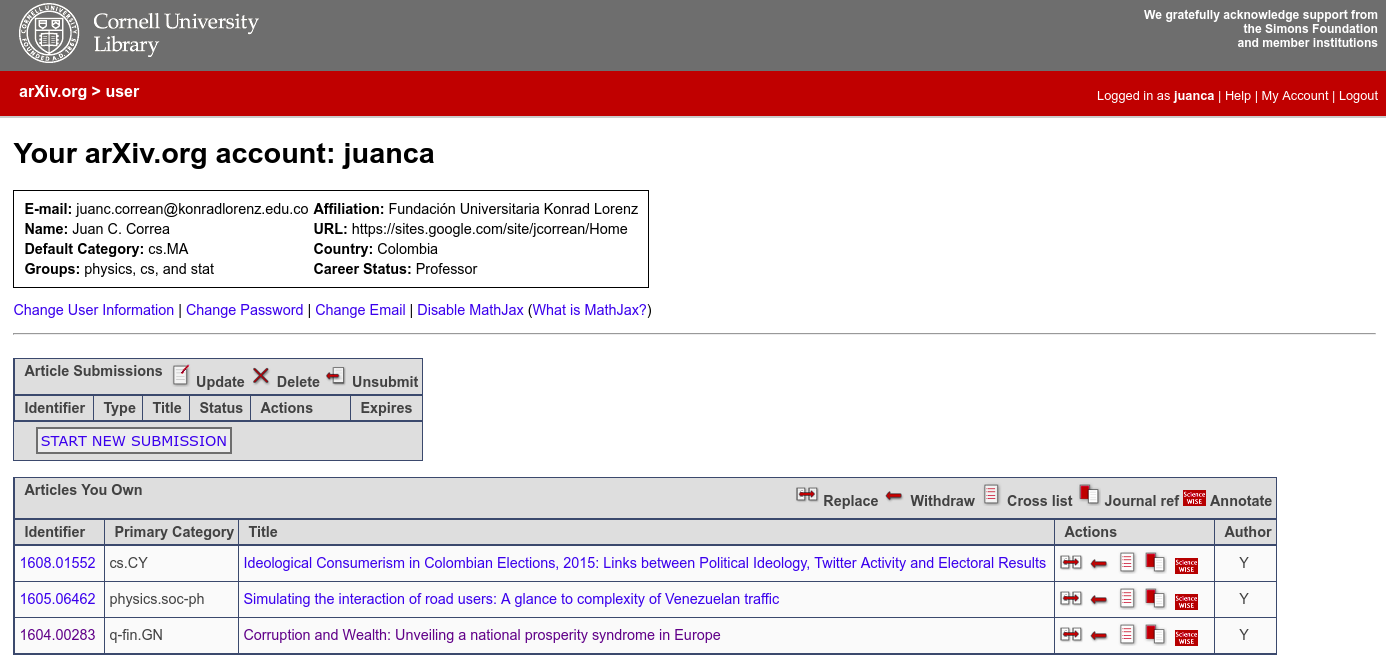 Cornell University
Library
We gratefully acknowledge support from
the Simons Foundation
and member institutions
arXiv.org > user
Logged in as juanca | Help | My Account | Logout
Your arXiv.org account: juanca
E-mail: juanc.correan@konradlorenz.edu.co Affiliation: Fundación Universitaria Konrad Lorenz
Name: Juan C. Correa URL: https://sites.google.com/site/jcorrean/Home
Default Category: cs.MA Country: Colombia
Groups: physics, cs, and stat Career Status: Professor
Change User Information | Change Password | Change Email | Disable MathJax (What is MathJax?)
Article Submissions Update Delete Unsubmit
Identifier Type Title Status Actions Expires
START NEW SUBMISSION
Articles You Own Replace Withdraw Cross list Journal ref Science WISE Annotate
Identifier Primary Category Title Actions Author
1608.01552 cs.CY Ideological Consumerism in Colombian Elections, 2015: Links between Political Ideology, Twitter Activity and Electoral Results Science WISE Y
1605.06462 physics.soc-ph Simulating the interaction of road users: A glance to complexity of Venezuelan traffic Science WISE Y
1604.00283 q-fin.GN Corruption and Wealth: Unveiling a national prosperity syndrome in Europe Science WISE Y